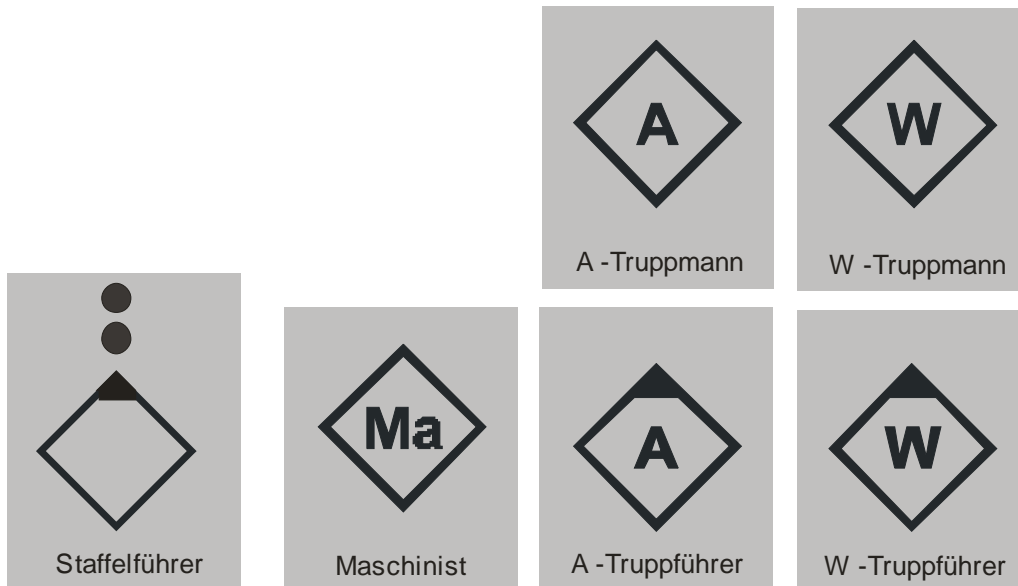 A
W
A -Truppmann
W -Truppmann
Ma
A
W
Staffelführer
Maschinist
A -Truppführer
W -Truppführer